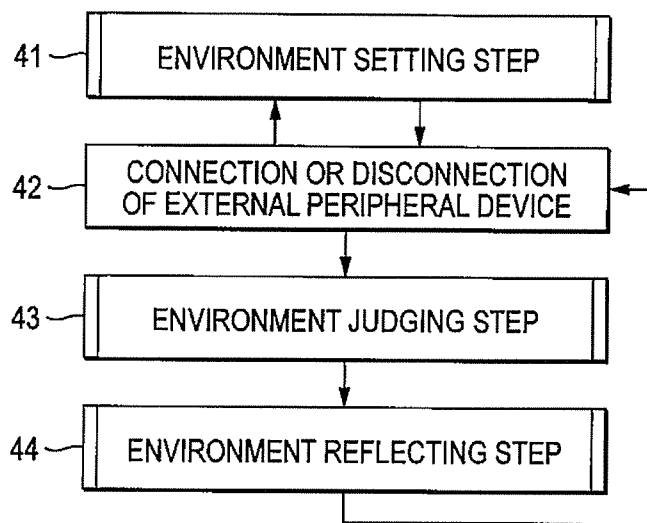 41 ENVIRONMENT SETTING STEP
42 CONNECTION OR DISCONNECTION
OF EXTERNAL PERIPHERAL DEVICE
43 ENVIRONMENT JUDGING STEP
44 ENVIRONMENT REFLECTING STEP